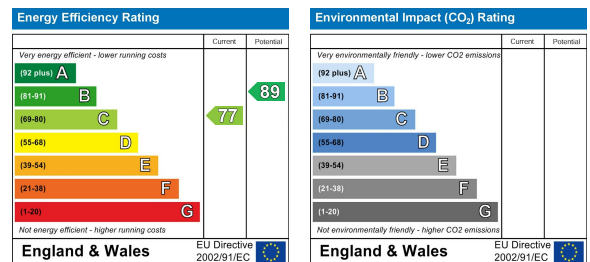 Energy Efficiency Rating
Current Potential
Very energy efficient - lower running costs
(92 plus) A
(81-91) B
89
(69-80) C
77
(55-68) D
(39-54) E
(21-38) F
(1-20) G
Not energy efficient - higher running costs
England & Wales
EU Directive
2002/91/EC
Environmental Impact (CO₂) Rating
Current Potential
Very environmentally friendly - lower CO2 emissions
(92 plus) A
(81-91) B
(69-80) C
(55-68) D
(39-54) E
(21-38) F
(1-20) G
Not environmentally friendly - higher CO2 emissions
England & Wales
EU Directive
2002/91/EC